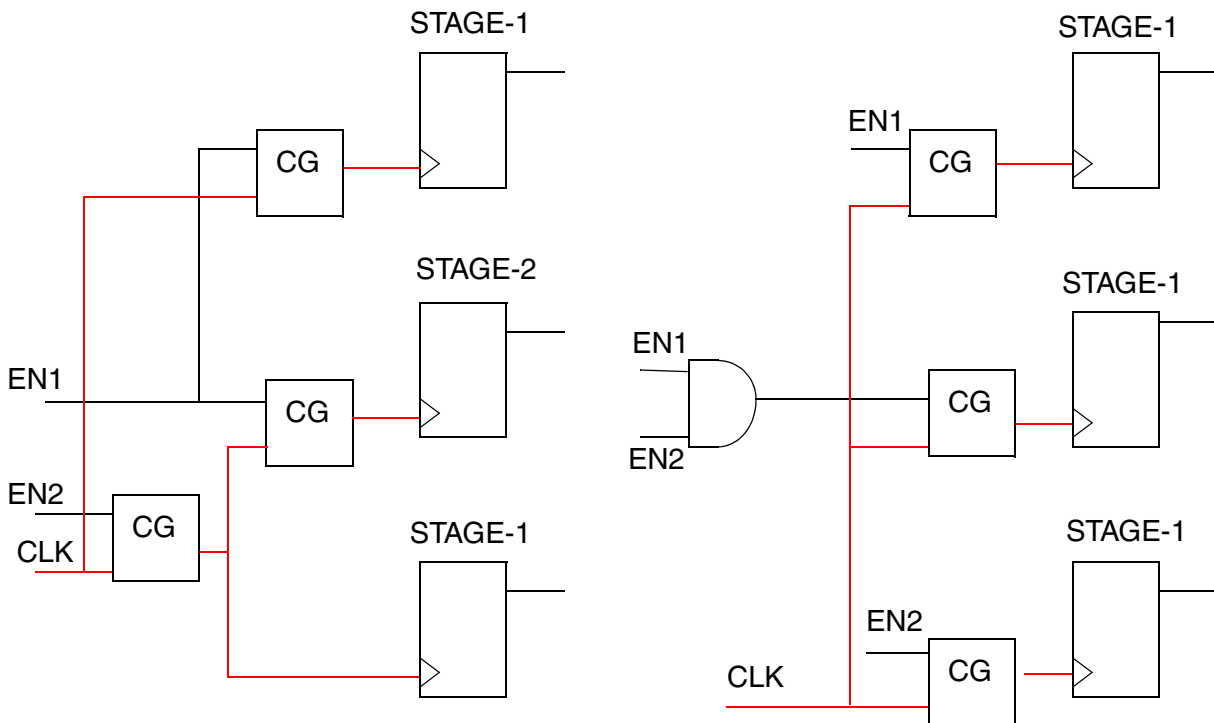 STAGE-1
CG
STAGE-2
EN1
CG
EN2
CG
CLK
STAGE-1
STAGE-1
EN1
CG
STAGE-1
EN1
CG
EN2
STAGE-1
EN2
CG
CLK